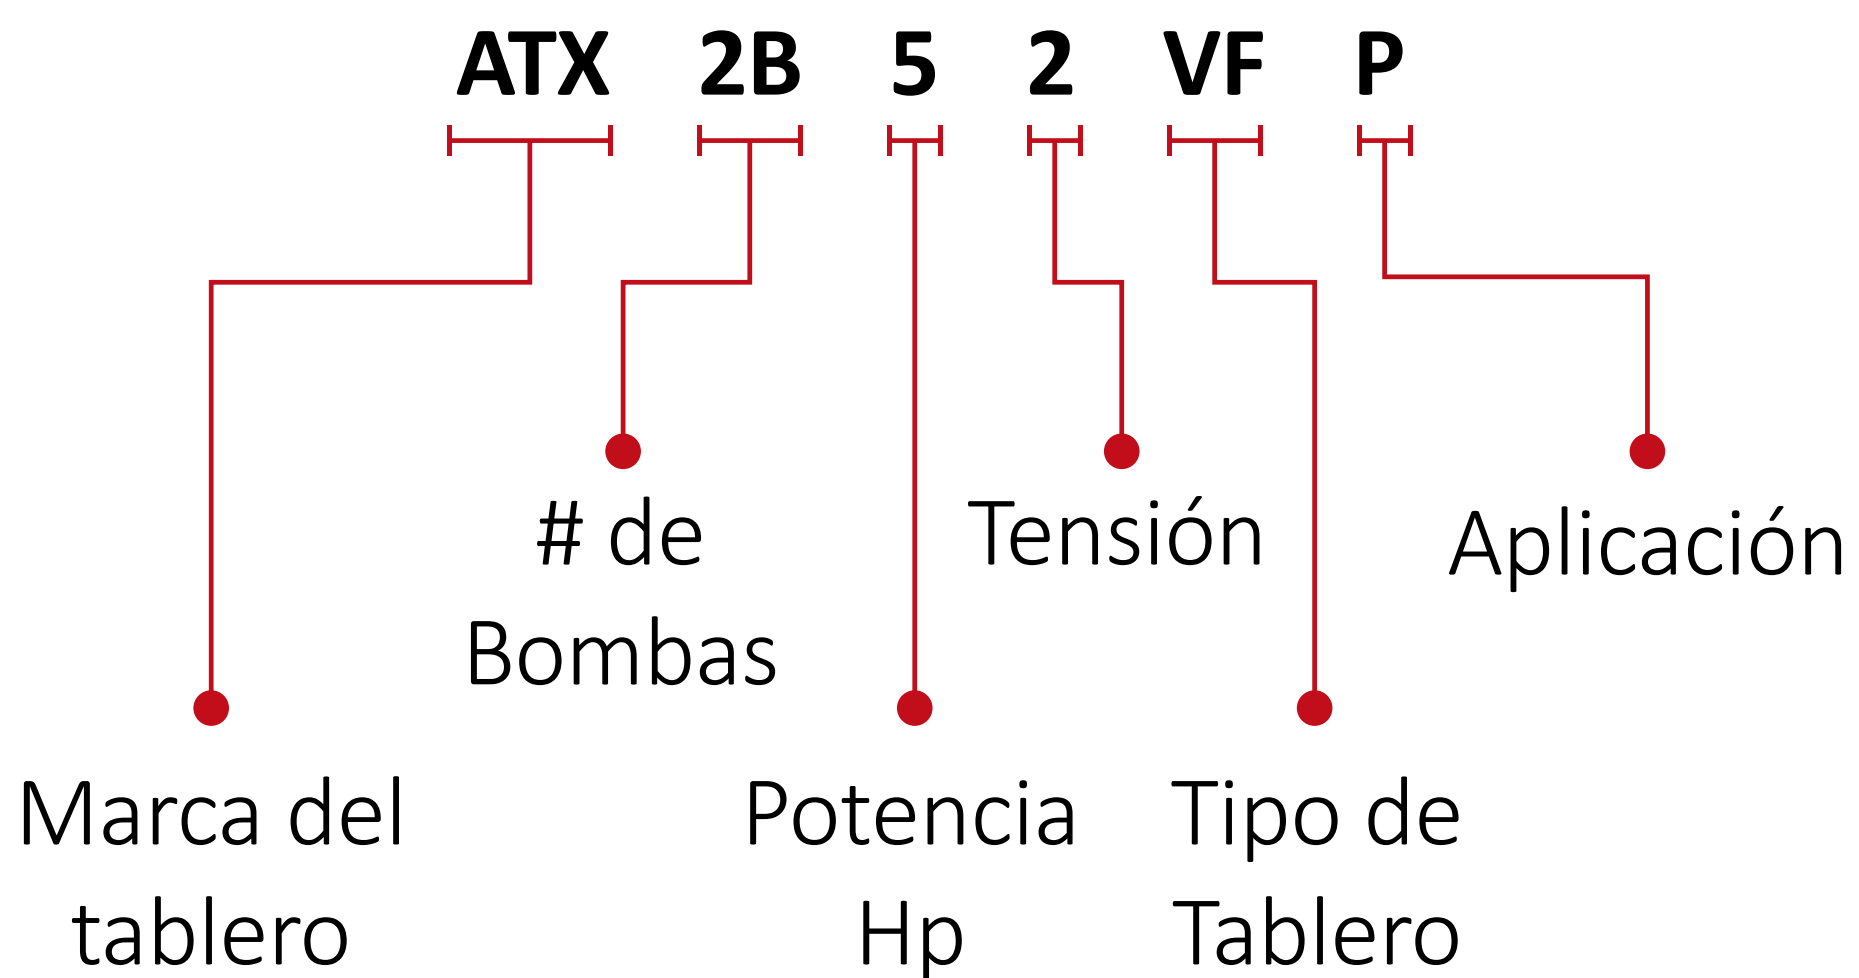 ATX 2B 5 2 VF P
# de
Bombas
Tensión
Aplicación
Marca del
tablero
Potencia
Hp
Tipo de
Tablero